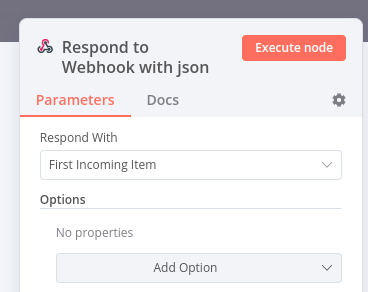 Respond to
Webhook with json
Execute node
Parameters
Docs
Respond With
First Incoming Item
Options
No properties
Add Option